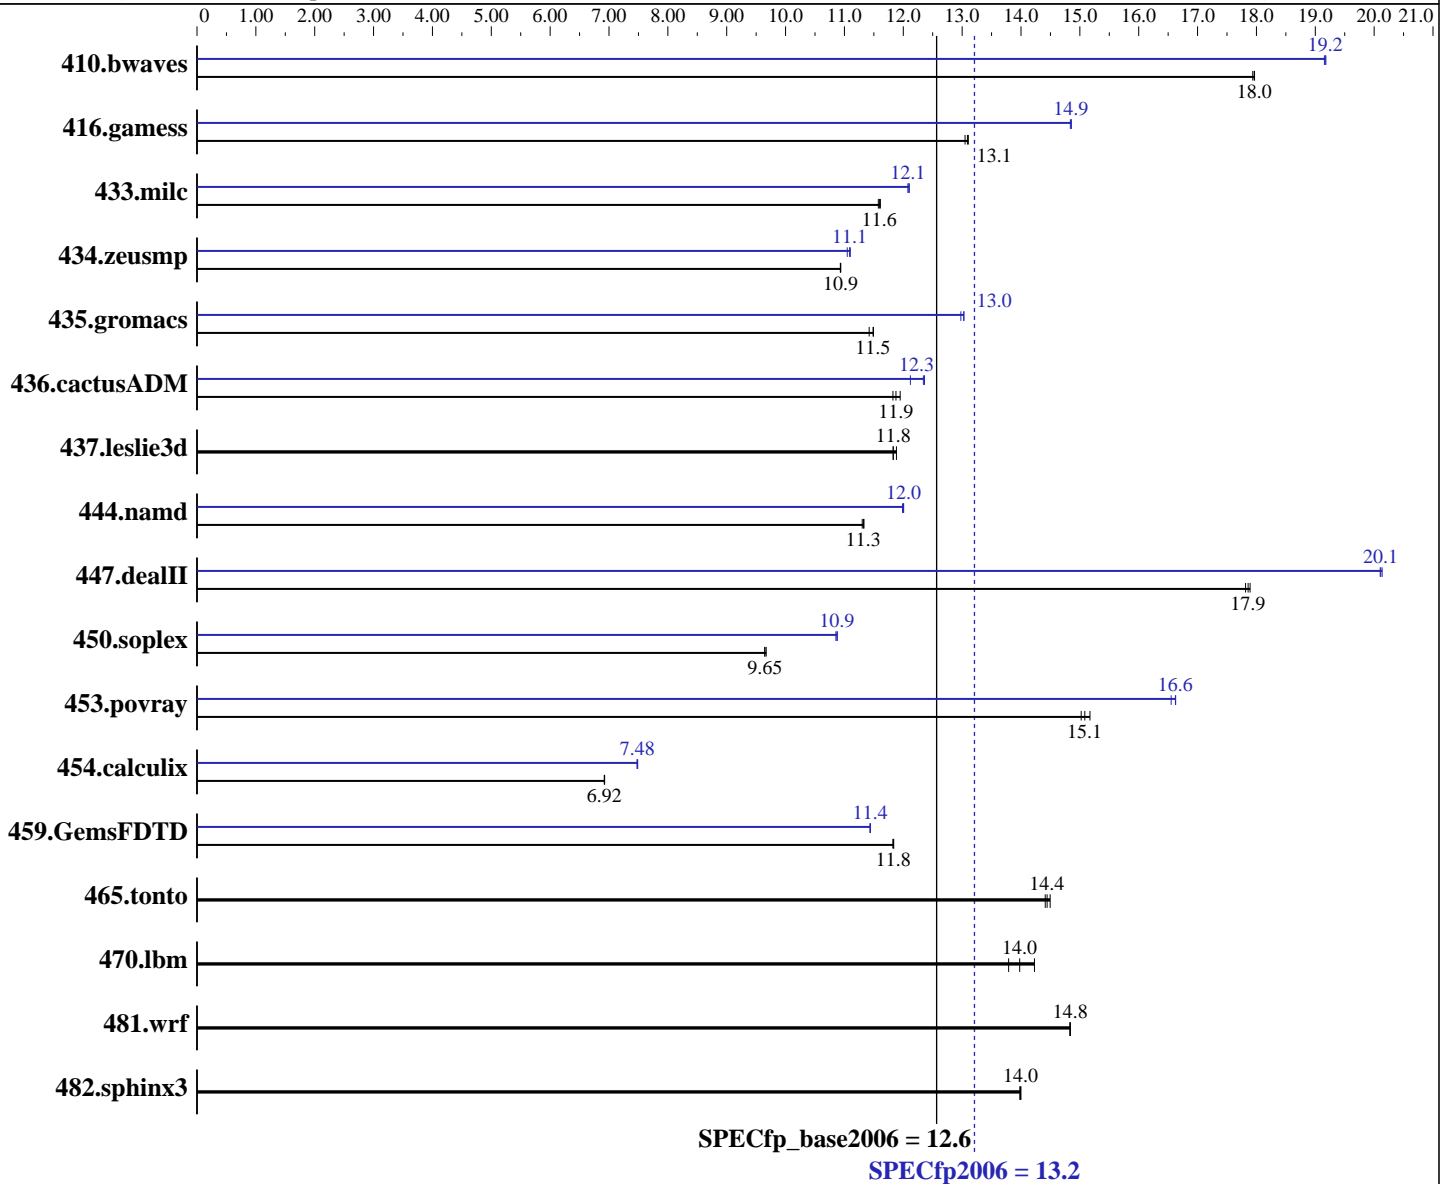 0 1.00 2.00 3.00 4.00 5.00 6.00 7.00 8.00 9.00 10.0 11.0 12.0 13.0 14.0 15.0 16.0 17.0 18.0 19.0 20.0 21.0
19.2
410.bwaves
18.0
14.9
416.gamess
13.1
12.1
433.milc
11.6
11.1
434.zeusmp
10.9
13.0
435.gromacs
11.5
12.3
436.cactusADM
11.9
11.8
437.leslie3d
12.0
444.namd
11.3
20.1
447.dealII
17.9
10.9
450.soplex
9.65
16.6
453.povray
15.1
7.48
454.calculix
6.92
11.4
459.GemsFDTD
11.8
14.4
465.tonto
14.0
470.lbm
14.8
481.wrf
14.0
482.sphinx3
SPECfp_base2006 = 12.6
SPECfp2006 = 13.2